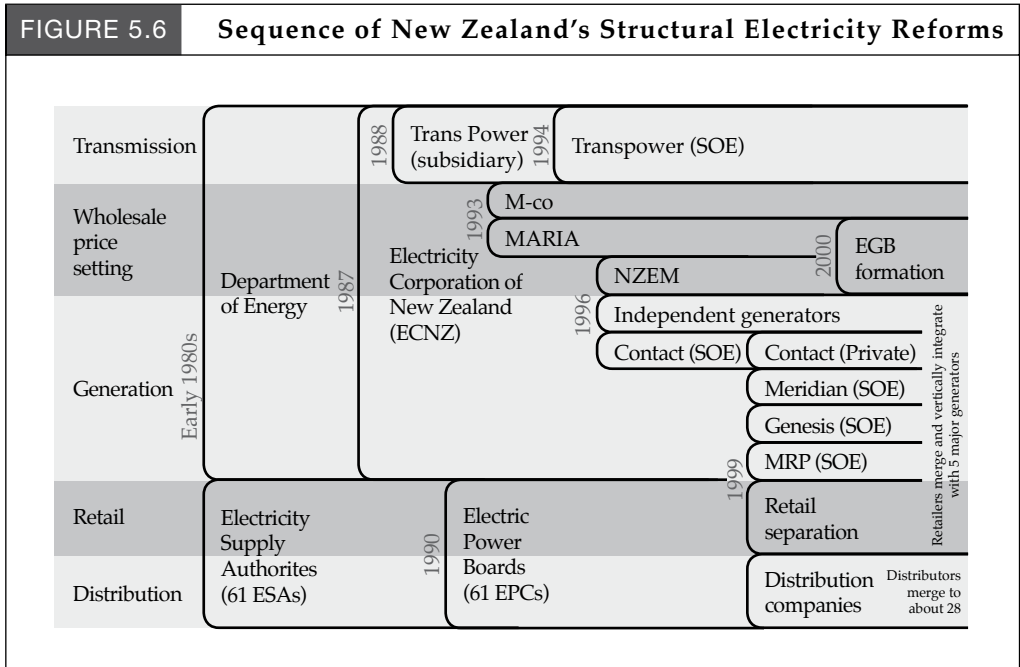 FIGURE 5.6
Sequence of New Zealand's Structural Electricity Reforms
Transmission
Wholesale
price
setting
Generation
Retail
Distribution
Early 1980s
Department
of Energy
Electricity
Supply
Authorites
(61 ESAs)
1987
1988
Trans Power
(subsidiary)
1994
Transpower (SOE)
Electricity
Corporation of
New Zealand
(ECNZ)
1993
M-co
MARIA
2000
EGB
formation
1996
NZEM
Independent generators
Contact (SOE)
Contact (Private)
Meridian (SOE)
Genesis (SOE)
MRP (SOE)
Retailers merge and vertically integrate
with 5 major generators
1990
Electric
Power
Boards
(61 EPCs)
1999
Retail
separation
Distribution
companies
Distributors
merge to
about 28